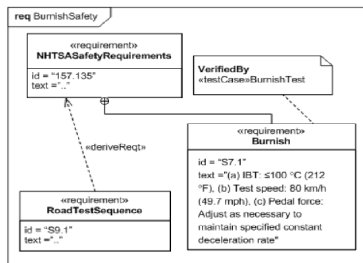 req BurnishSafety
«requirement»
NHTSASafetyRequirements
id = "157.135"
text =".."
VerifiedBy
«testCase»BurnishTest
«deriveReqt»
«requirement»
Burnish
id = "S7.1"
text ="(a) IBT: ≤100 °C (212
°F), (b) Test speed: 80 km/h
(49.7 mph), (c) Pedal force:
Adjust as necessary to
maintain specified constant
deceleration rate"
«requirement»
RoadTestSequence
id = "S9.1"
text =".."